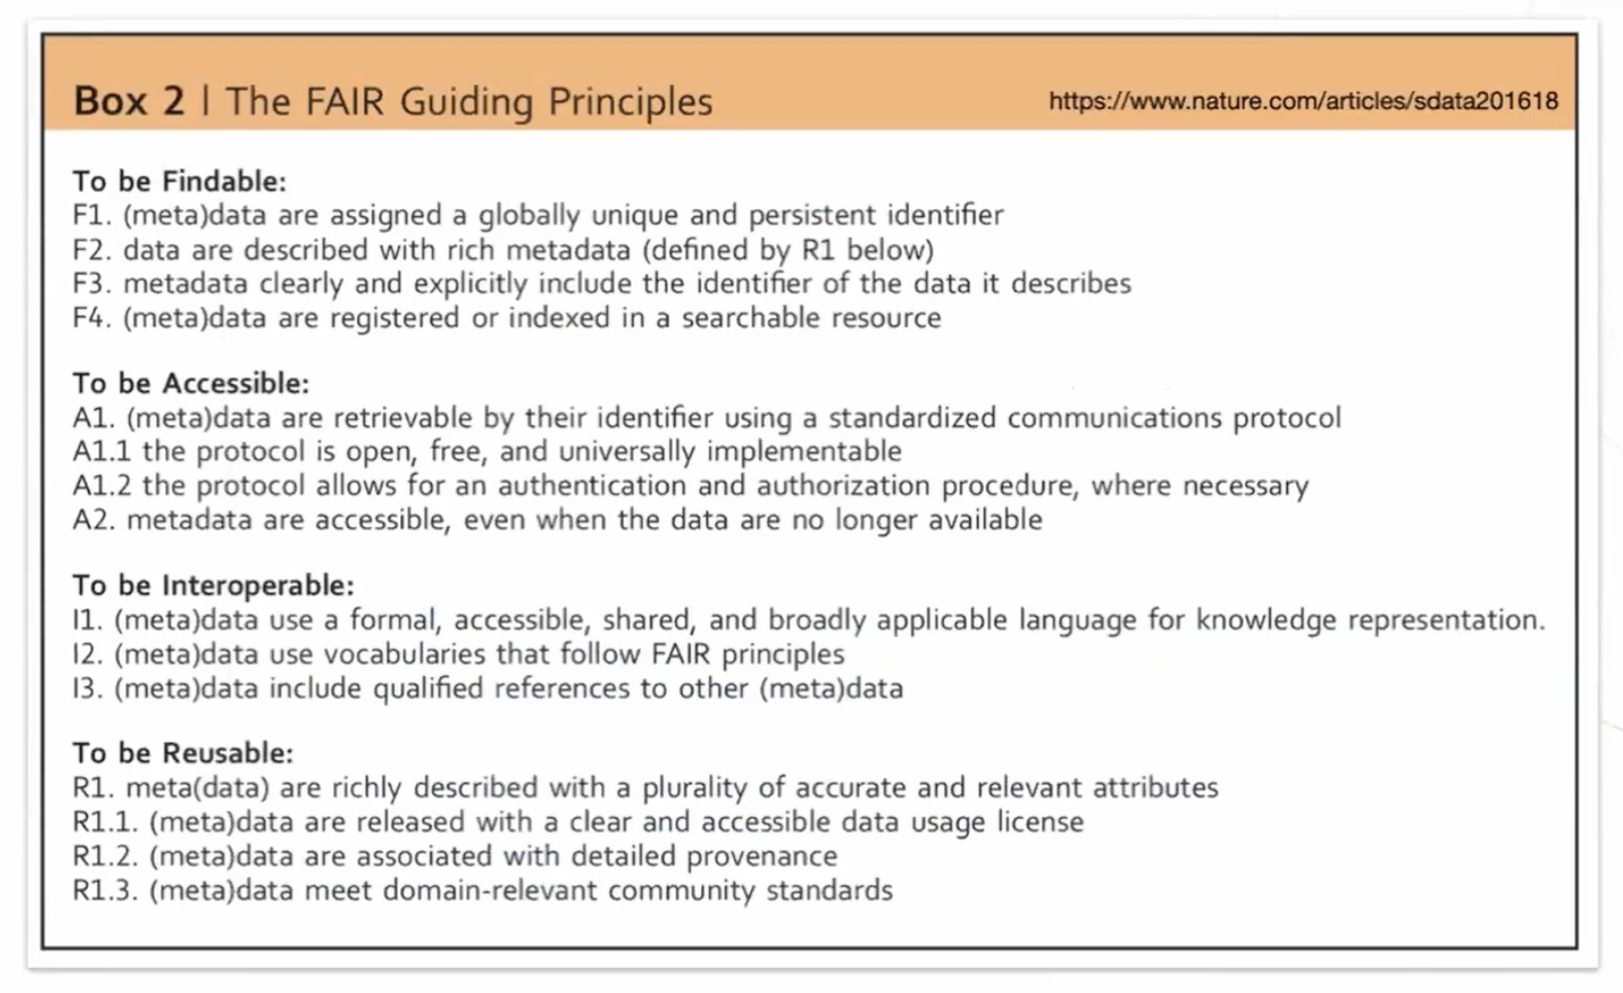 Box 2 | The FAIR Guiding Principles https://www.nature.com/articles/sdata201618
To be Findable:
F1. (meta)data are assigned a globally unique and persistent identifier
F2. data are described with rich metadata (defined by R1 below)
F3. metadata clearly and explicitly include the identifier of the data it describes
F4. (meta)data are registered or indexed in a searchable resource
To be Accessible:
A1. (meta)data are retrievable by their identifier using a standardized communications protocol
A1.1 the protocol is open, free, and universally implementable
A1.2 the protocol allows for an authentication and authorization procedure, where necessary
A2. metadata are accessible, even when the data are no longer available
To be Interoperable:
I1. (meta)data use a formal, accessible, shared, and broadly applicable language for knowledge representation.
I2. (meta)data use vocabularies that follow FAIR principles
I3. (meta)data include qualified references to other (meta)data
To be Reusable:
R1. meta(data) are richly described with a plurality of accurate and relevant attributes
R1.1. (meta)data are released with a clear and accessible data usage license
R1.2. (meta)data are associated with detailed provenance
R1.3. (meta)data meet domain-relevant community standards